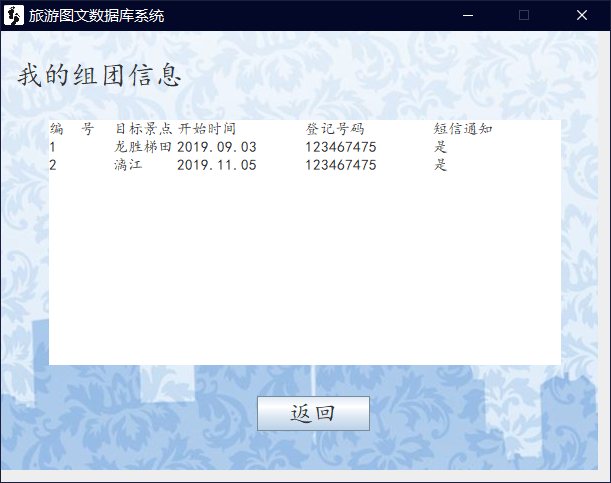 旅游图文数据库系统
我的组团信息
编 号 目标景点 开始时间 登记号码 短信通知
1 龙胜梯田 2019.09.03 123467475 是
2 漓江 2019.11.05 123467475 是
返回